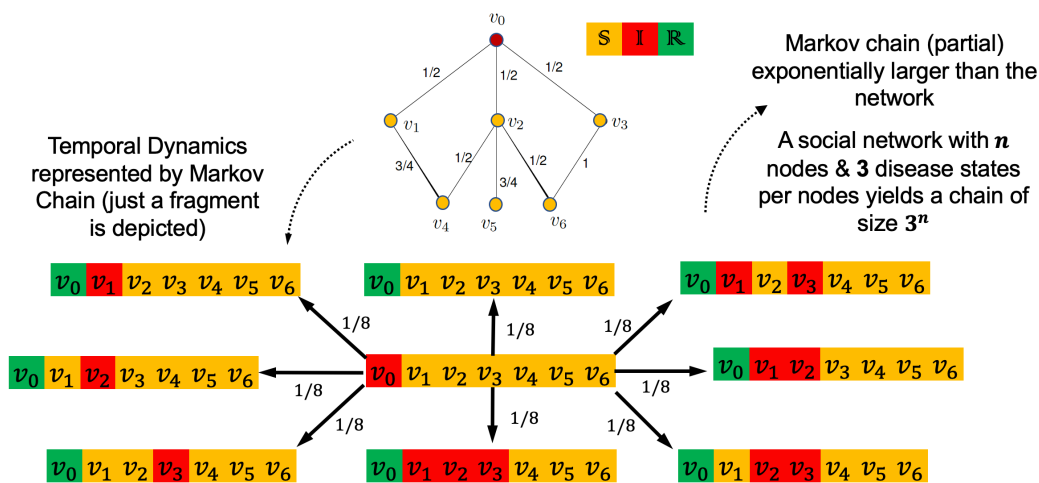 v0
S I R
1/2
1/2
1/2
v1
v2
v3
3/4
1/2
3/4
1/2
1
v4
v5
v6
Temporal Dynamics
represented by Markov
Chain (just a fragment
is depicted)
Markov chain (partial)
exponentially larger than the
network
A social network with n
nodes & 3 disease states
per nodes yields a chain of
size 3^n
v0 v1 v2 v3 v4 v5 v6
v0 v1 v2 v3 v4 v5 v6
v0 v1 v2 v3 v4 v5 v6
1/8
1/8
1/8
v0 v1 v2 v3 v4 v5 v6
v0 v1 v2 v3 v4 v5 v6
v0 v1 v2 v3 v4 v5 v6
1/8
1/8
1/8
1/8
1/8
v0 v1 v2 v3 v4 v5 v6
v0 v1 v2 v3 v4 v5 v6
v0 v1 v2 v3 v4 v5 v6